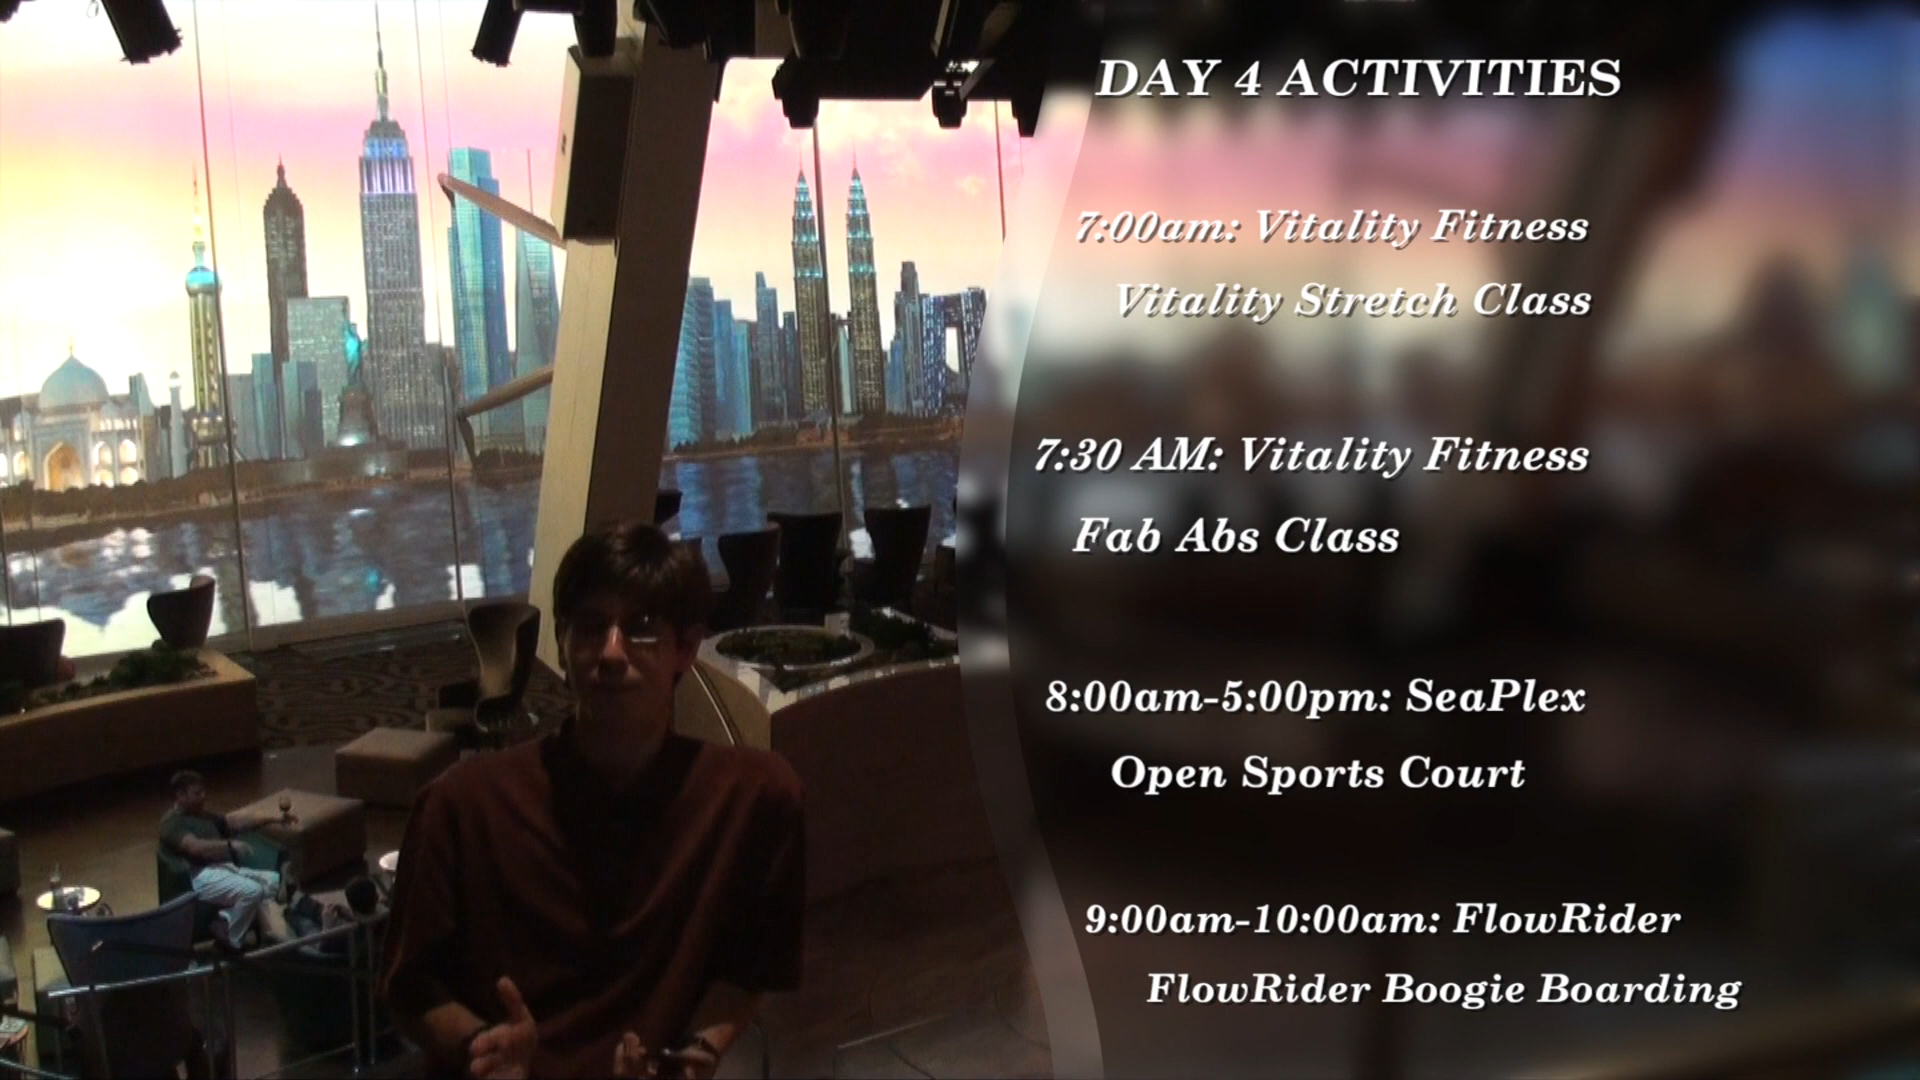 DAY 4 ACTIVITIES
7:00am: Vitality Fitness
Vitality Stretch Class
7:30 AM: Vitality Fitness
Fab Abs Class
8:00am-5:00pm: SeaPlex
Open Sports Court
9:00am-10:00am: FlowRider
FlowRider Boogie Boarding